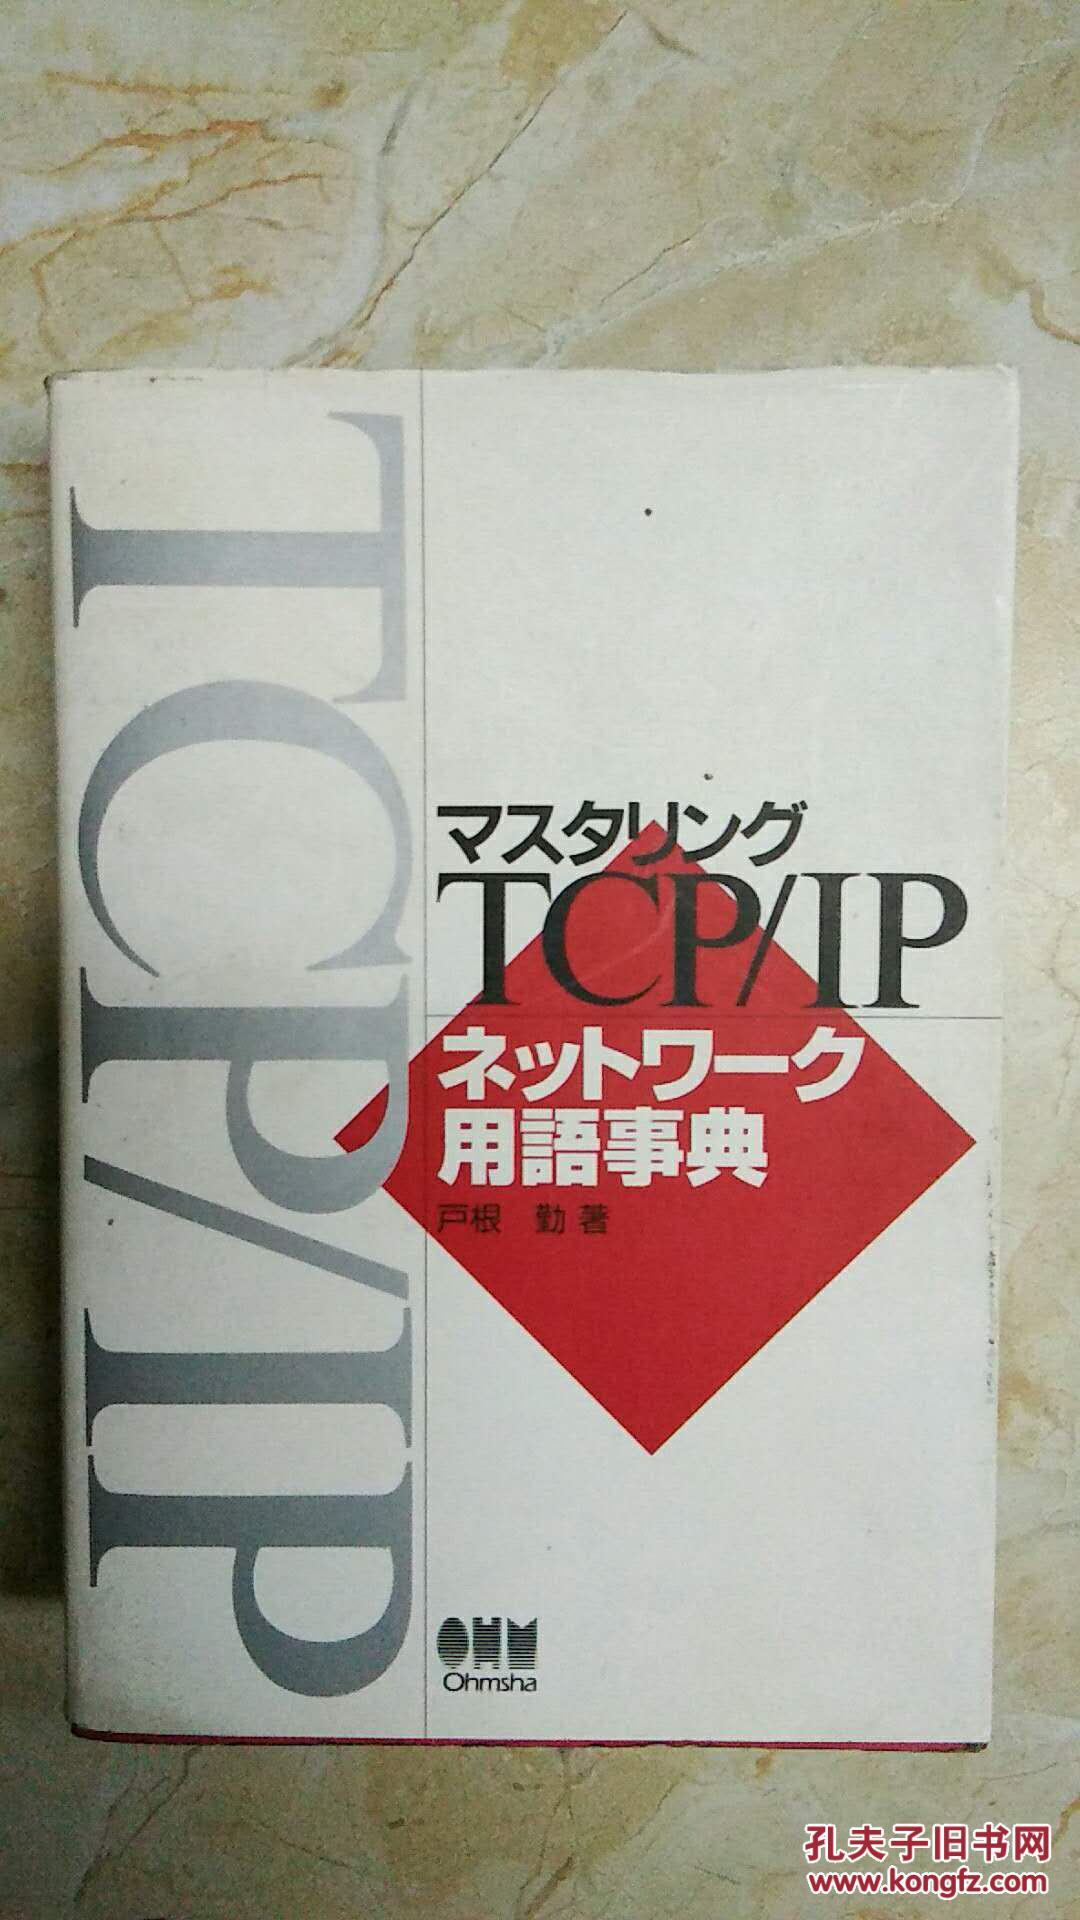 TCP/IP
マスタリング
TCP/IP
ネットワーク
用語事典
戸根 勤 著
OHM
Ohmsha
孔夫子旧书网
www.kongfz.com